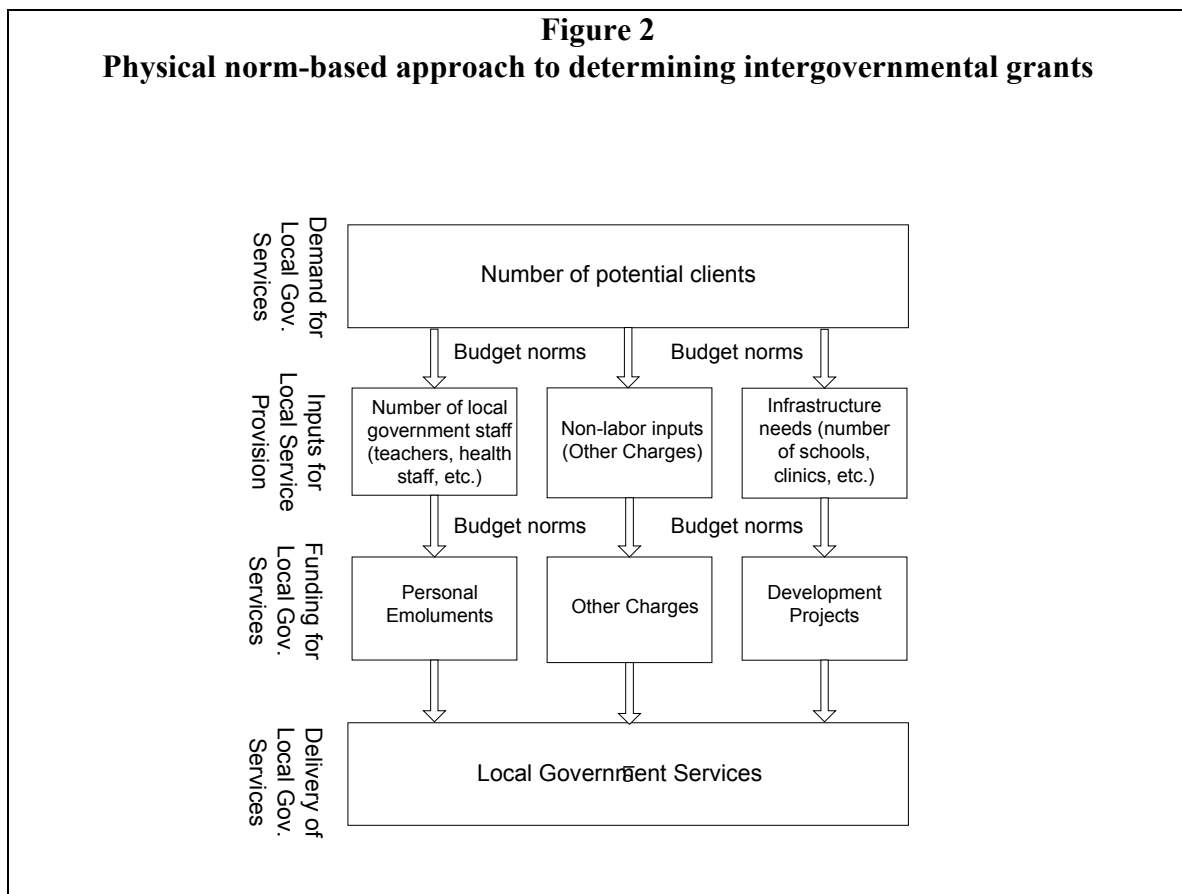 Figure 2
Physical norm-based approach to determining intergovernmental grants
Demand for
Local Gov.
Services
Number of potential clients
Budget norms
Budget norms
Inputs for
Local Service
Provision
Number of local
government staff
(teachers, health
staff, etc.)
Non-labor inputs
(Other Charges)
Infrastructure
needs (number
of schools,
clinics, etc.)
Budget norms
Budget norms
Funding for
Local Gov.
Services
Personal
Emoluments
Other Charges
Development
Projects
Delivery of
Local Gov.
Services
Local Government Services